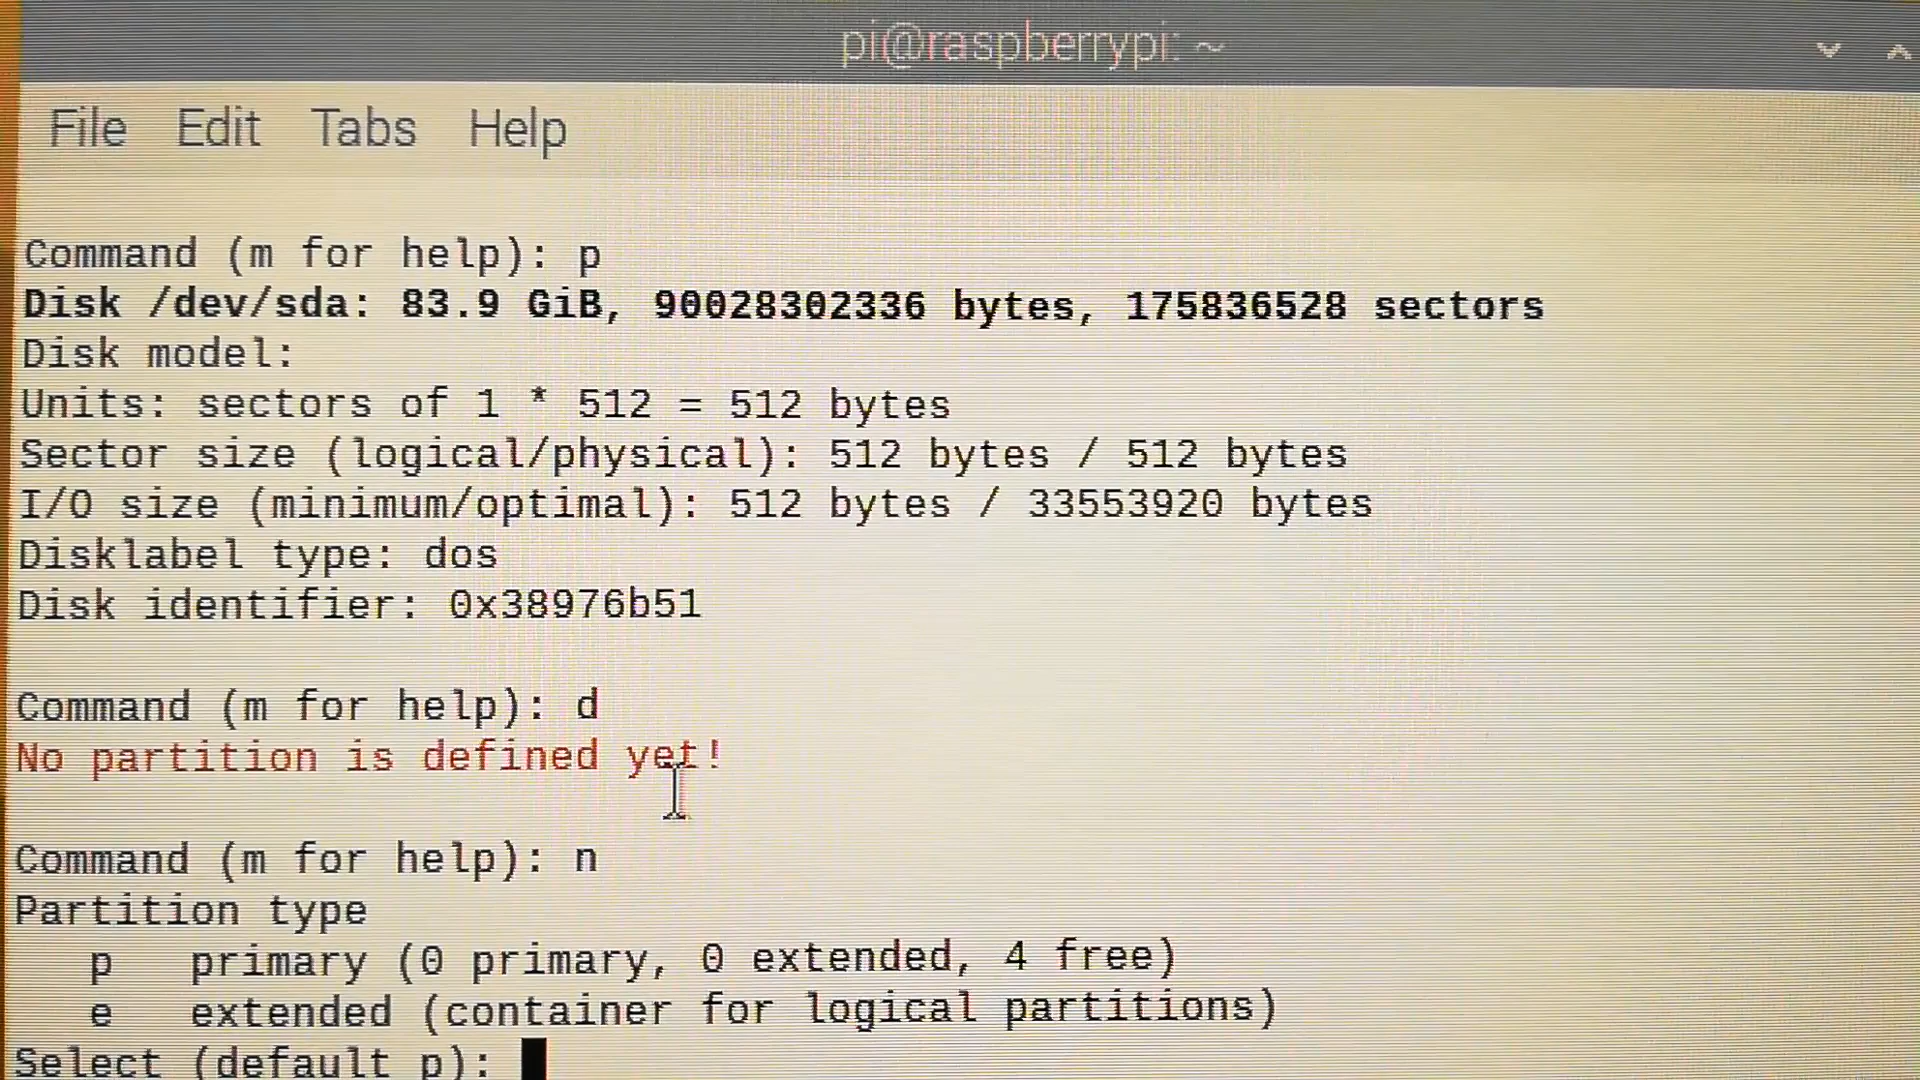 pi@raspberrypi: ~
File Edit Tabs Help
Command (m for help): p
Disk /dev/sda: 83.9 GiB, 90028302336 bytes, 175836528 sectors
Disk model:
Units: sectors of 1 * 512 = 512 bytes
Sector size (logical/physical): 512 bytes / 512 bytes
I/O size (minimum/optimal): 512 bytes / 33553920 bytes
Disklabel type: dos
Disk identifier: 0x38976b51
Command (m for help): d
No partition is defined yet!
Command (m for help): n
Partition type
p primary (0 primary, 0 extended, 4 free)
e extended (container for logical partitions)
Select (default p):